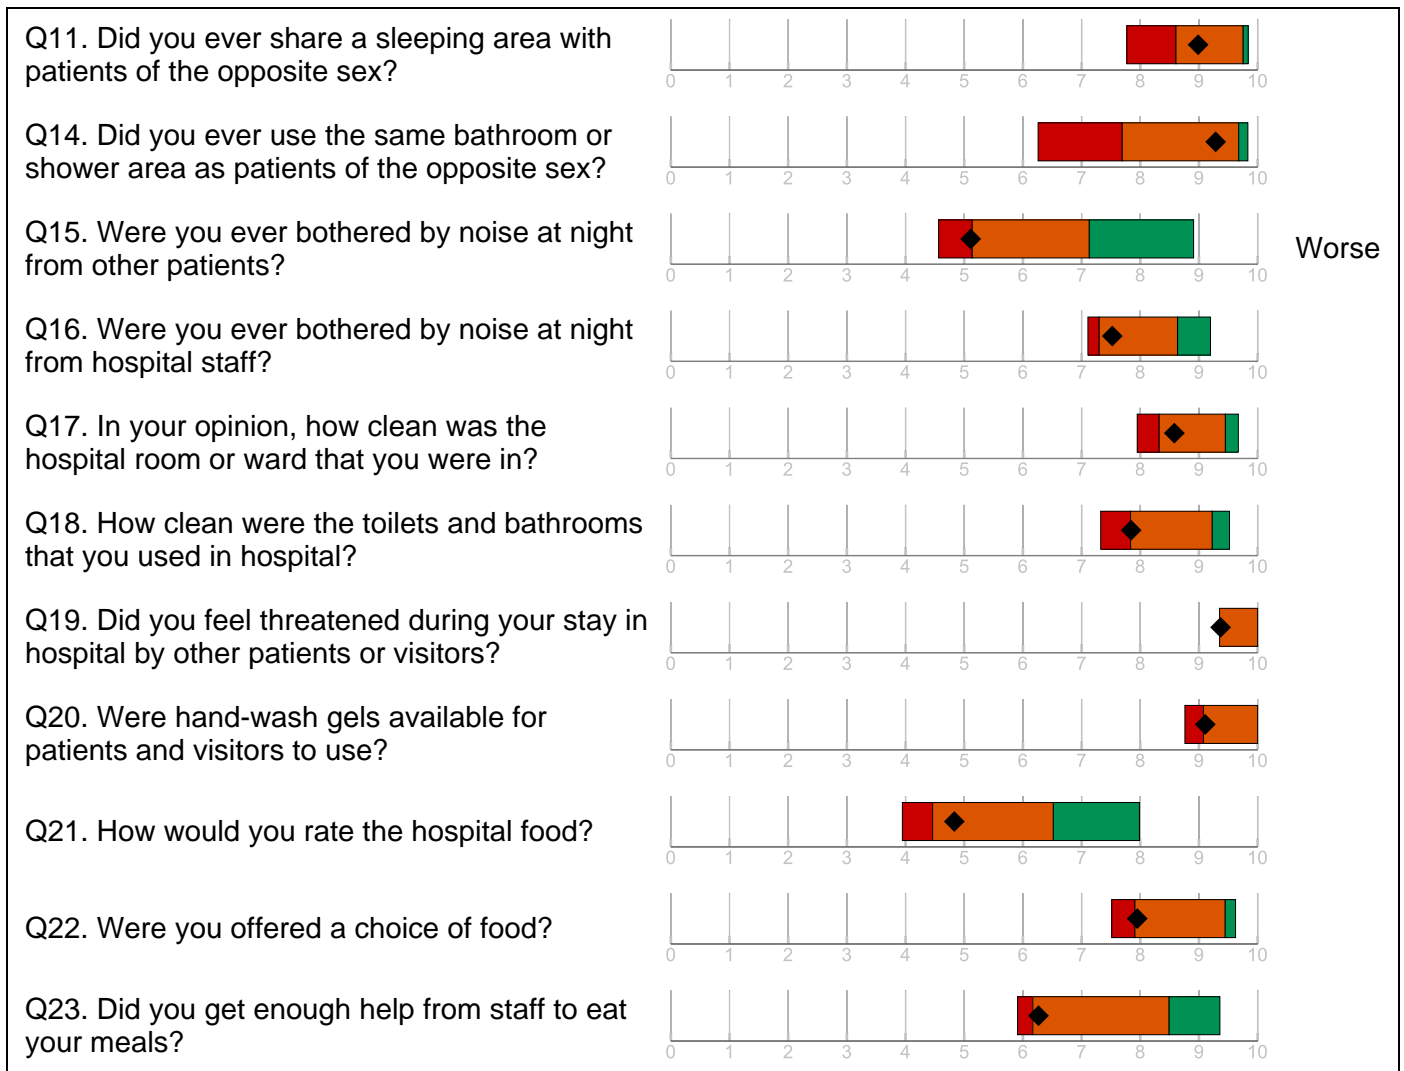 Q11. Did you ever share a sleeping area with
patients of the opposite sex?
0 1 2 3 4 5 6 7 8 9 10
Q14. Did you ever use the same bathroom or
shower area as patients of the opposite sex?
0 1 2 3 4 5 6 7 8 9 10
Q15. Were you ever bothered by noise at night
from other patients?
Worse
0 1 2 3 4 5 6 7 8 9 10
Q16. Were you ever bothered by noise at night
from hospital staff?
0 1 2 3 4 5 6 7 8 9 10
Q17. In your opinion, how clean was the
hospital room or ward that you were in?
0 1 2 3 4 5 6 7 8 9 10
Q18. How clean were the toilets and bathrooms
that you used in hospital?
0 1 2 3 4 5 6 7 8 9 10
Q19. Did you feel threatened during your stay in
hospital by other patients or visitors?
0 1 2 3 4 5 6 7 8 9 10
Q20. Were hand-wash gels available for
patients and visitors to use?
0 1 2 3 4 5 6 7 8 9 10
Q21. How would you rate the hospital food?
0 1 2 3 4 5 6 7 8 9 10
Q22. Were you offered a choice of food?
0 1 2 3 4 5 6 7 8 9 10
Q23. Did you get enough help from staff to eat
your meals?
0 1 2 3 4 5 6 7 8 9 10